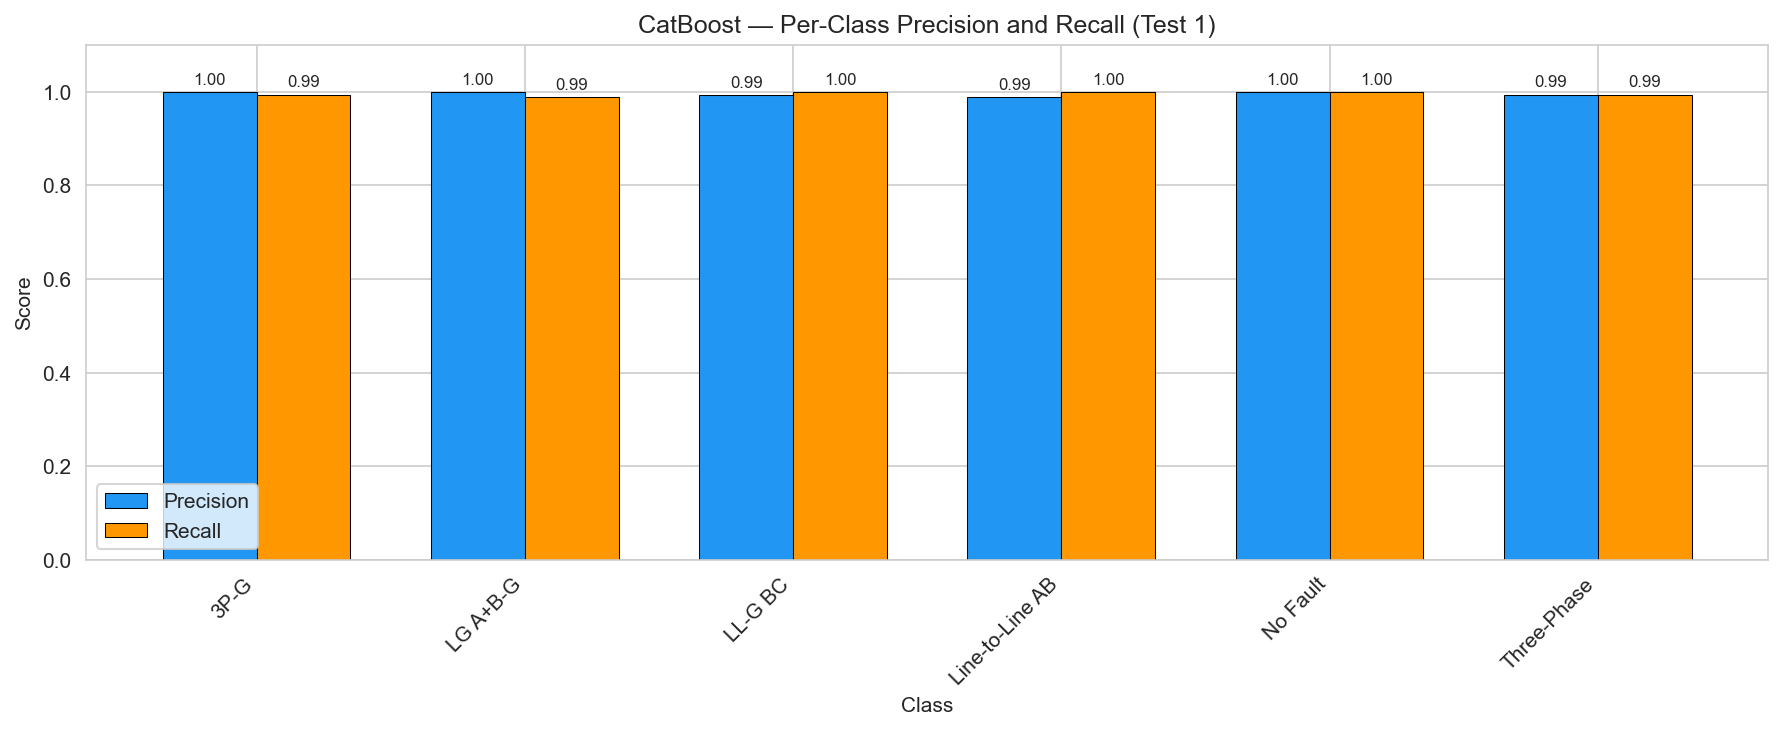 CatBoost — Per-Class Precision and Recall (Test 1)
1.00 0.99 1.00 0.99 0.99 1.00 0.99 1.00 1.00 1.00 0.99 0.99
1.0
0.8
0.6
0.4
0.2
0.0
Score
Precision
Recall
3P-G
LG A+B-G
LL-G BC
Line-to-Line AB
No Fault
Three-Phase
Class